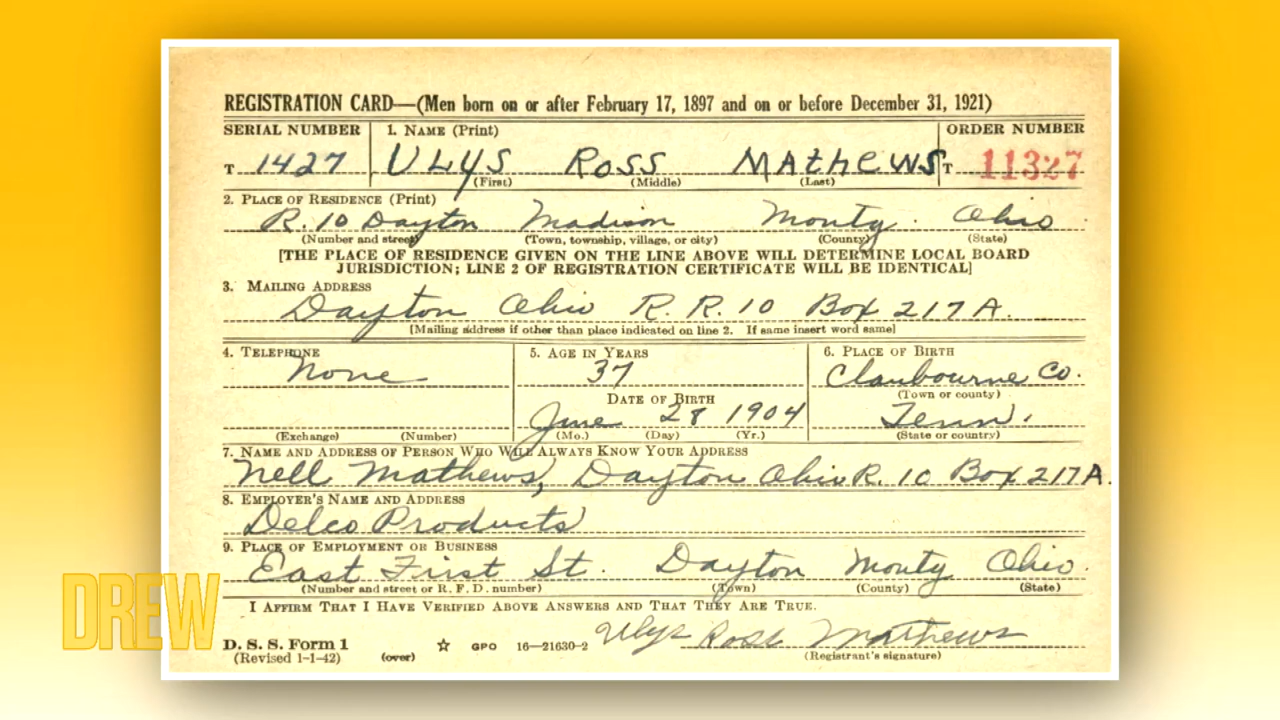 REGISTRATION CARD—(Men born on or after February 17, 1897 and on or before December 31, 1921)
SERIAL NUMBER 1. NAME (Print) ORDER NUMBER
T 1427 ULYS ROSS MAthEWS T 11327
(First) (Middle) (Last)
2. PLACE OF RESIDENCE (Print)
R. 10 Dayton Madison Monty. Ohio
(Number and street) (Town, township, village, or city) (County) (State)
[THE PLACE OF RESIDENCE GIVEN ON THE LINE ABOVE WILL DETERMINE LOCAL BOARD
JURISDICTION; LINE 2 OF REGISTRATION CERTIFICATE WILL BE IDENTICAL]
3. MAILING ADDRESS
Dayton Ohio R. R. 10 Box 217 A.
[Mailing address if other than place indicated on line 2. If same insert word same]
4. TELEPHONE 5. AGE IN YEARS 6. PLACE OF BIRTH
None 37 Claubourne Co.
DATE OF BIRTH (Town or county)
June 28 1904 Tenn.
(Exchange) (Number) (Mo.) (Day) (Yr.) (State or country)
7. NAME AND ADDRESS OF PERSON WHO WILL ALWAYS KNOW YOUR ADDRESS
Nell Mathews, Dayton Ohio R. 10 Box 217 A.
8. EMPLOYER'S NAME AND ADDRESS
Delco Products
9. PLACE OF EMPLOYMENT OR BUSINESS
East First St. Dayton Monty Ohio.
(Number and street or R. F. D. number) (Town) (County) (State)
I AFFIRM THAT I HAVE VERIFIED ABOVE ANSWERS AND THAT THEY ARE TRUE.
DREW
D. S. S. Form 1 GPO 16—21630-2 Ulys Ross Mathews
(Revised 1-1-42) (over) (Registrant's signature)